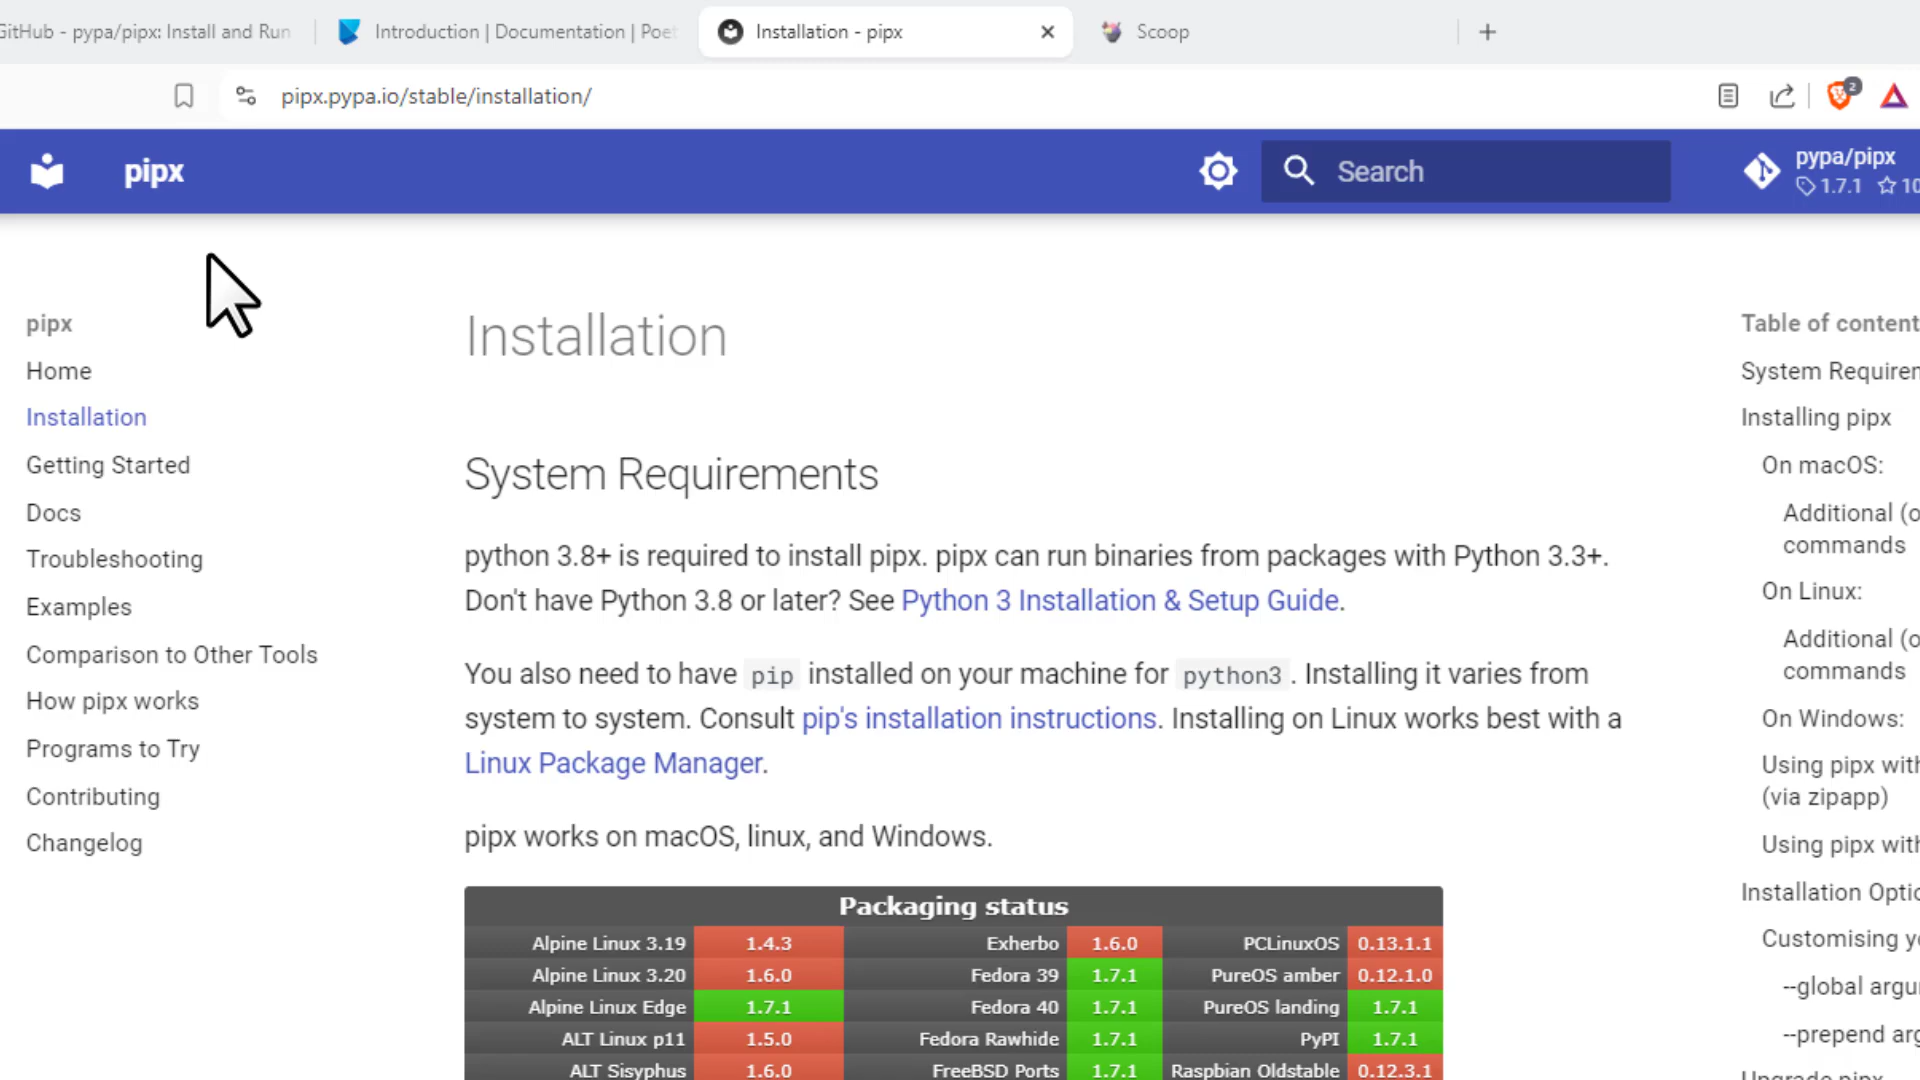 GitHub - pypa/pipx: Install and Run
Introduction | Documentation | Poet
Installation - pipx
Scoop
pipx.pypa.io/stable/installation/
2
pipx
Search
pypa/pipx
1.7.1
10
pipx
Home
Installation
Getting Started
Docs
Troubleshooting
Examples
Comparison to Other Tools
How pipx works
Programs to Try
Contributing
Changelog
Installation
System Requirements
python 3.8+ is required to install pipx. pipx can run binaries from packages with Python 3.3+.
Don't have Python 3.8 or later? See Python 3 Installation & Setup Guide.
You also need to have pip installed on your machine for python3. Installing it varies from
system to system. Consult pip's installation instructions. Installing on Linux works best with a
Linux Package Manager.
pipx works on macOS, linux, and Windows.
Packaging status
Alpine Linux 3.19 1.4.3 Exherbo 1.6.0 PCLinuxOS 0.13.1.1
Alpine Linux 3.20 1.6.0 Fedora 39 1.7.1 PureOS amber 0.12.1.0
Alpine Linux Edge 1.7.1 Fedora 40 1.7.1 PureOS landing 1.7.1
ALT Linux p11 1.5.0 Fedora Rawhide 1.7.1 PyPI 1.7.1
ALT Sisyphus 1.6.0 FreeBSD Ports 1.7.1 Raspbian Oldstable 0.12.3.1
Table of content
System Requirem
Installing pipx
On macOS:
Additional (o
commands
On Linux:
Additional (o
commands
On Windows:
Using pipx with
(via zipapp)
Using pipx with
Installation Optio
Customising yo
--global argu
--prepend arg
Upgrade pipx